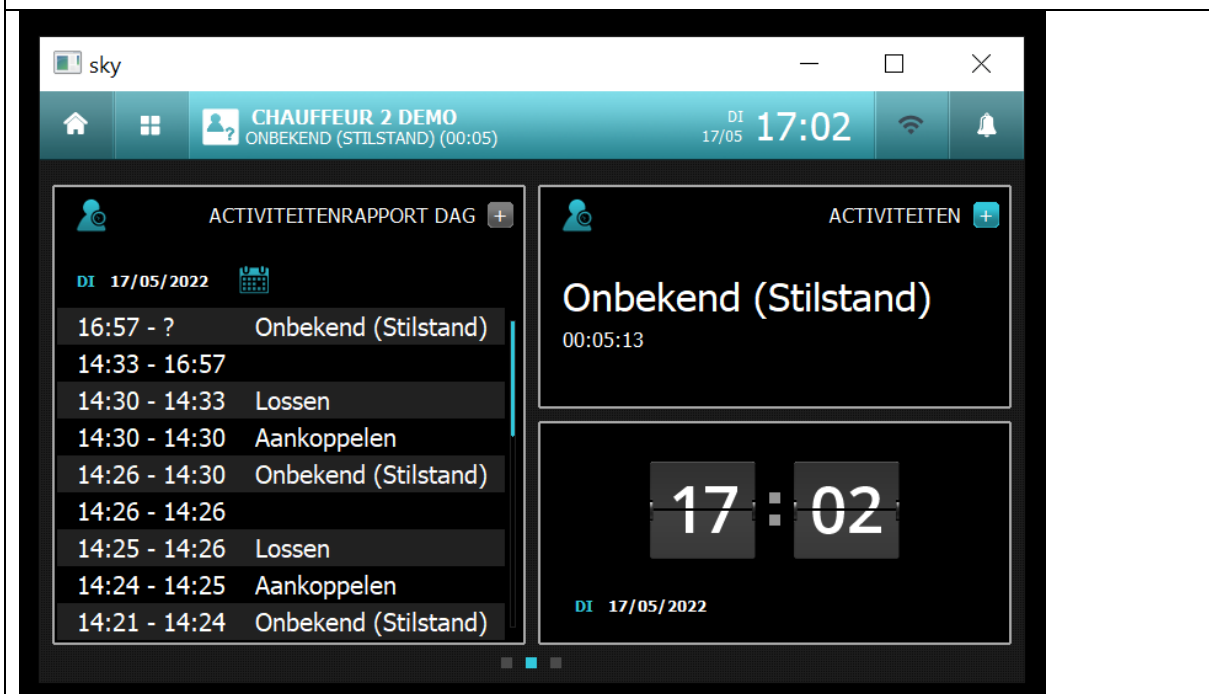 sky
CHAUFFEUR 2 DEMO
ONBEKEND (STILSTAND) (00:05)
DI
17/05
17:02
ACTIVITEITENRAPPORT DAG +
DI 17/05/2022
16:57 - ? Onbekend (Stilstand)
14:33 - 16:57
14:30 - 14:33 Lossen
14:30 - 14:30 Aankoppelen
14:26 - 14:30 Onbekend (Stilstand)
14:26 - 14:26
14:25 - 14:26 Lossen
14:24 - 14:25 Aankoppelen
14:21 - 14:24 Onbekend (Stilstand)
ACTIVITEITEN +
Onbekend (Stilstand)
00:05:13
17:02
DI 17/05/2022